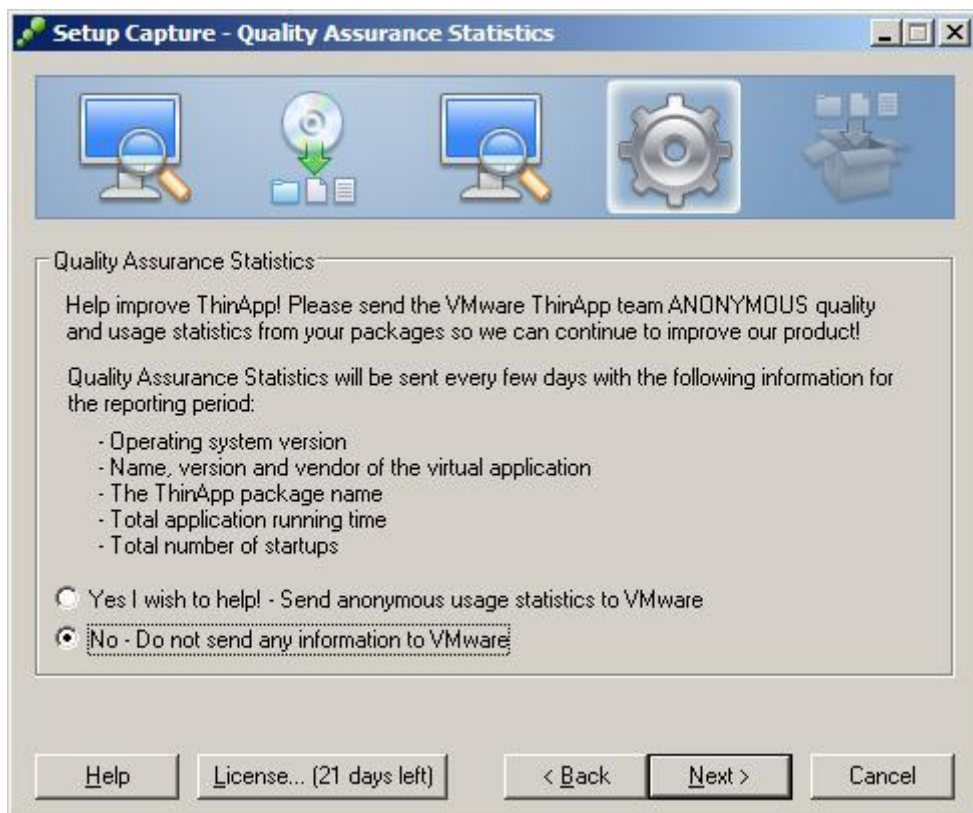 Setup Capture - Quality Assurance Statistics
Quality Assurance Statistics
Help improve ThinApp! Please send the VMware ThinApp team ANONYMOUS quality
and usage statistics from your packages so we can continue to improve our product!
Quality Assurance Statistics will be sent every few days with the following information for
the reporting period:
- Operating system version
- Name, version and vendor of the virtual application
- The ThinApp package name
- Total application running time
- Total number of startups
Yes I wish to help! - Send anonymous usage statistics to VMware
No - Do not send any information to VMware
Help License... (21 days left) < Back Next > Cancel